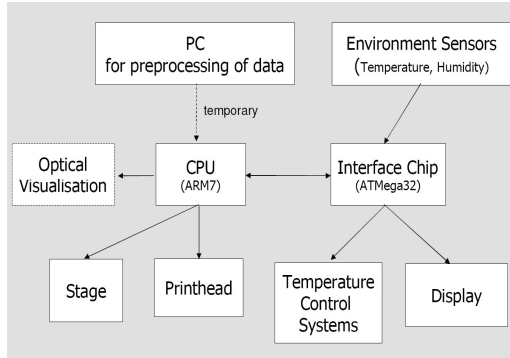 PC
for preprocessing of data
Environment Sensors
(Temperature, Humidity)
temporary
Optical
Visualisation
CPU
(ARM7)
Interface Chip
(ATMega32)
Stage
Printhead
Temperature
Control
Systems
Display